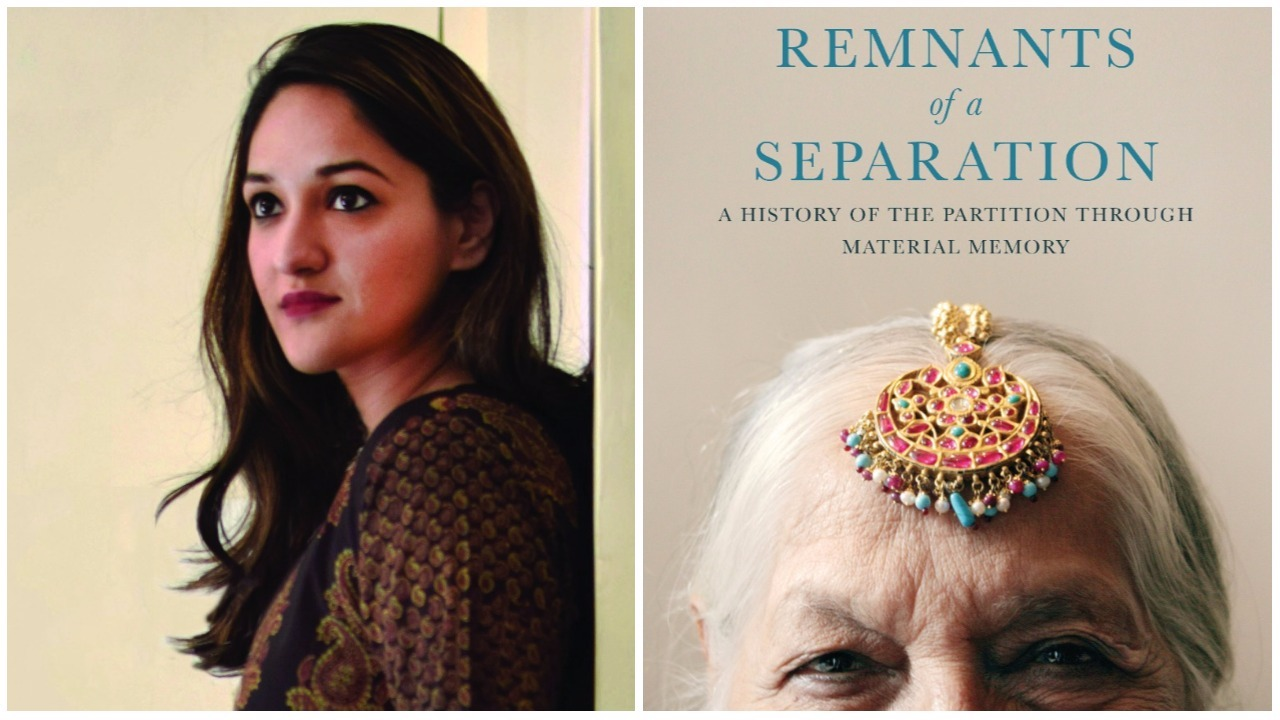 REMNANTS
of a
SEPARATION
A HISTORY OF THE PARTITION THROUGH
MATERIAL MEMORY